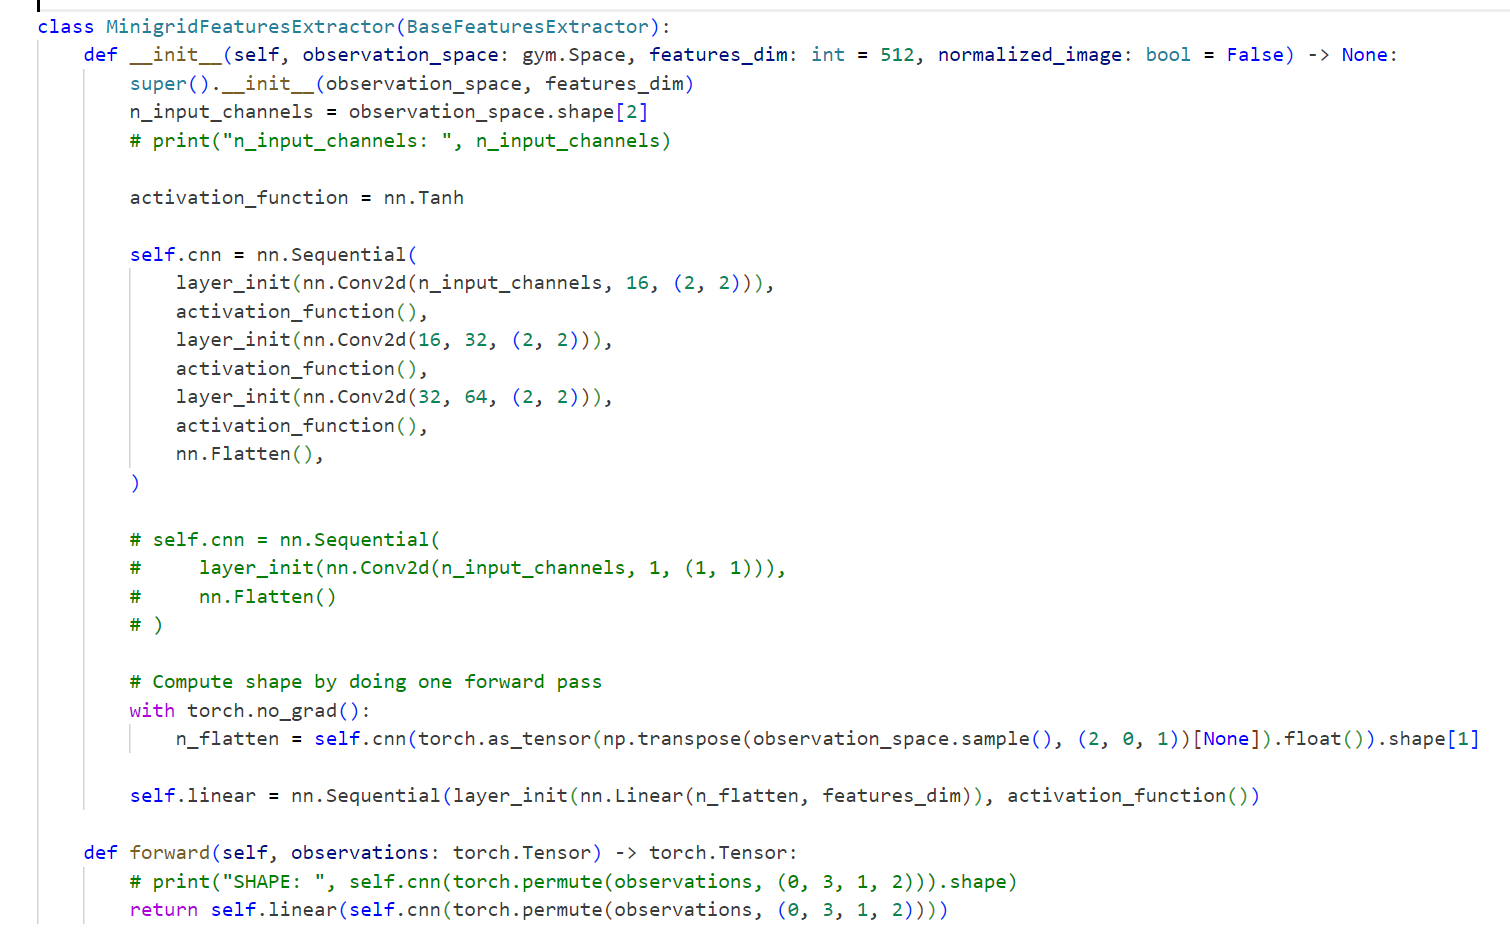 class MinigridFeaturesExtractor(BaseFeaturesExtractor):
    def __init__(self, observation_space: gym.Space, features_dim: int = 512, normalized_image: bool = False) -> None:
        super().__init__(observation_space, features_dim)
        n_input_channels = observation_space.shape[2]
        # print("n_input_channels: ", n_input_channels)

        activation_function = nn.Tanh

        self.cnn = nn.Sequential(
            layer_init(nn.Conv2d(n_input_channels, 16, (2, 2))),
            activation_function(),
            layer_init(nn.Conv2d(16, 32, (2, 2))),
            activation_function(),
            layer_init(nn.Conv2d(32, 64, (2, 2))),
            activation_function(),
            nn.Flatten(),
        )

        # self.cnn = nn.Sequential(
        #     layer_init(nn.Conv2d(n_input_channels, 1, (1, 1))),
        #     nn.Flatten()
        # )

        # Compute shape by doing one forward pass
        with torch.no_grad():
            n_flatten = self.cnn(torch.as_tensor(np.transpose(observation_space.sample(), (2, 0, 1))[None]).float()).shape[1]

        self.linear = nn.Sequential(layer_init(nn.Linear(n_flatten, features_dim)), activation_function())

    def forward(self, observations: torch.Tensor) -> torch.Tensor:
        # print("SHAPE: ", self.cnn(torch.permute(observations, (0, 3, 1, 2))).shape)
        return self.linear(self.cnn(torch.permute(observations, (0, 3, 1, 2))))